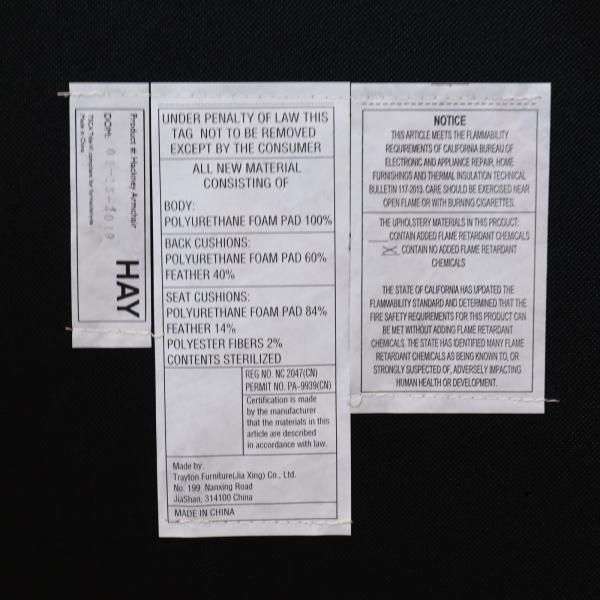 Product #: Hackney Armchair
DOM:
TSCA Title VI compliant for formaldehyde
Made in China
HAY
UNDER PENALTY OF LAW THIS
TAG NOT TO BE REMOVED
EXCEPT BY THE CONSUMER
ALL NEW MATERIAL
CONSISTING OF
BODY:
POLYURETHANE FOAM PAD 100%
BACK CUSHIONS:
POLYURETHANE FOAM PAD 60%
FEATHER 40%
SEAT CUSHIONS:
POLYURETHANE FOAM PAD 84%
FEATHER 14%
POLYESTER FIBERS 2%
CONTENTS STERILIZED
REG NO. NC 2047(CN)
PERMIT NO. PA-9939(CN)
Certification is made
by the manufacturer
that the materials in this
article are described
in accordance with law.
Made by:
Trayton Furniture(Jia Xing) Co., Ltd.
No. 199 Nanxing Road
JiaShan, 314100 China
MADE IN CHINA
NOTICE
THIS ARTICLE MEETS THE FLAMMABILITY
REQUIREMENTS OF CALIFORNIA BUREAU OF
ELECTRONIC AND APPLIANCE REPAIR, HOME
FURNISHINGS AND THERMAL INSULATION TECHNICAL
BULLETIN 117-2013. CARE SHOULD BE EXERCISED NEAR
OPEN FLAME OR WITH BURNING CIGARETTES.
THE UPHOLSTERY MATERIALS IN THIS PRODUCT:
CONTAIN ADDED FLAME RETARDANT CHEMICALS
CONTAIN NO ADDED FLAME RETARDANT
CHEMICALS
THE STATE OF CALIFORNIA HAS UPDATED THE
FLAMMABILITY STANDARD AND DETERMINED THAT THE
FIRE SAFETY REQUIREMENTS FOR THIS PRODUCT CAN
BE MET WITHOUT ADDING FLAME RETARDANT
CHEMICALS. THE STATE HAS IDENTIFIED MANY FLAME
RETARDANT CHEMICALS AS BEING KNOWN TO, OR
STRONGLY SUSPECTED OF, ADVERSELY IMPACTING
HUMAN HEALTH OR DEVELOPMENT.